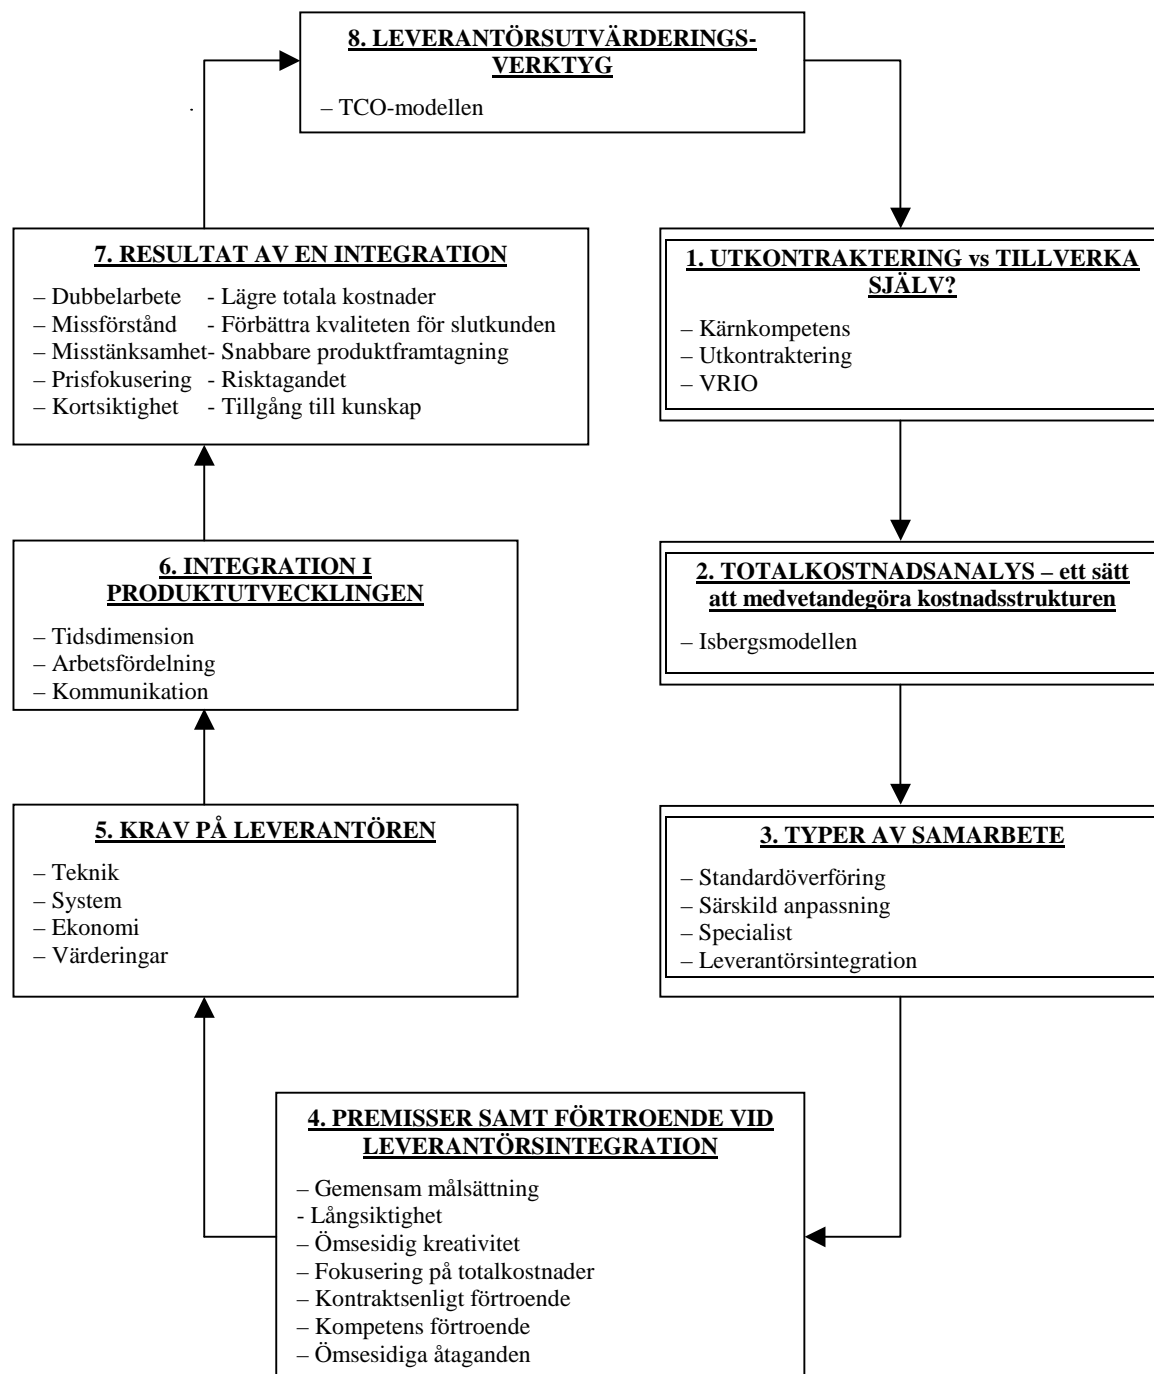 8. LEVERANTÖRSUTVÄRDERINGS-
VERKTYG
– TCO-modellen
1. UTKONTRAKTERING vs TILLVERKA
SJÄLV?
– Kärnkompetens
– Utkontraktering
– VRIO
2. TOTALKOSTNADSANALYS – ett sätt
att medvetandegöra kostnadsstrukturen
– Isbergsmodellen
3. TYPER AV SAMARBETE
– Standardöverföring
– Särskild anpassning
– Specialist
– Leverantörsintegration
4. PREMISSER SAMT FÖRTROENDE VID
LEVERANTÖRSINTEGRATION
– Gemensam målsättning
- Långsiktighet
– Ömsesidig kreativitet
– Fokusering på totalkostnader
– Kontraktsenligt förtroende
– Kompetens förtroende
– Ömsesidiga åtaganden
5. KRAV PÅ LEVERANTÖREN
– Teknik
– System
– Ekonomi
– Värderingar
6. INTEGRATION I
PRODUKTUTVECKLINGEN
– Tidsdimension
– Arbetsfördelning
– Kommunikation
7. RESULTAT AV EN INTEGRATION
– Dubbelarbete - Lägre totala kostnader
– Missförstånd - Förbättra kvaliteten för slutkunden
– Misstänksamhet- Snabbare produktframtagning
– Prisfokusering - Risktagandet
– Kortsiktighet - Tillgång till kunskap